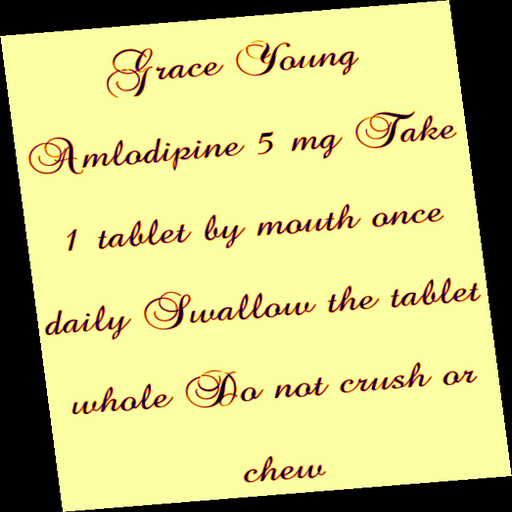 Grace Young
Amlodipine 5 mg Take
1 tablet by mouth once
daily Swallow the tablet
whole Do not crush or
chew